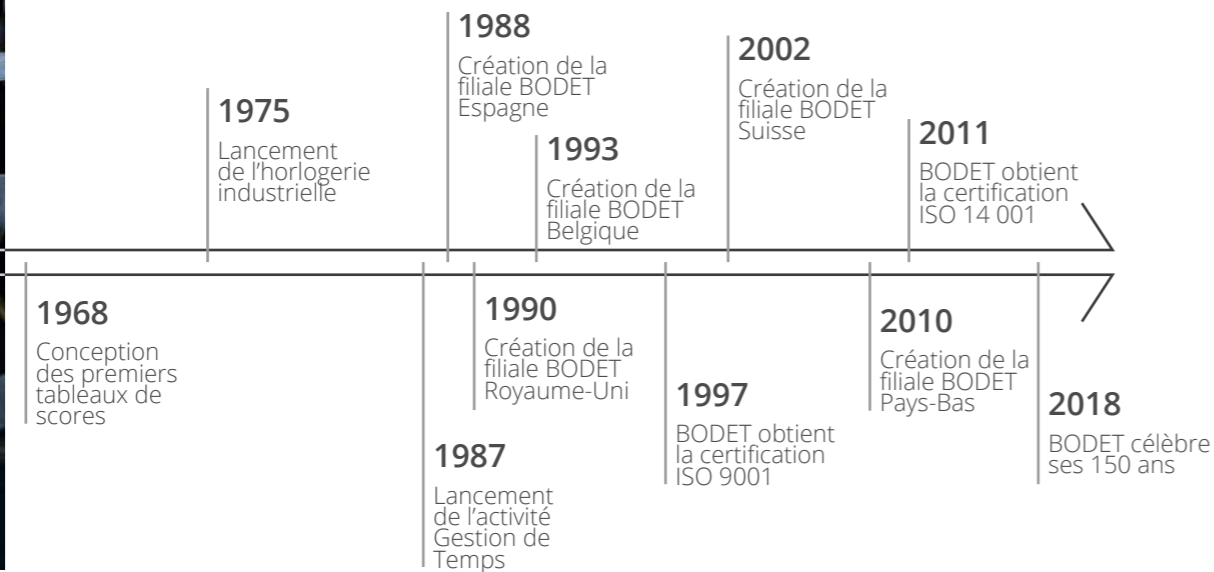 1988
Création de la
filiale BODET
Espagne
2002
Création de la
filiale BODET
Suisse
1975
Lancement
de l’horlogerie
industrielle
1993
Création de la
filiale BODET
Belgique
2011
BODET obtient
la certification
ISO 14 001
1968
Conception
des premiers
tableaux de
scores
1990
Création de la
filiale BODET
Royaume-Uni
2010
Création de la
filiale BODET
Pays-Bas
1997
BODET obtient
la certification
ISO 9001
2018
BODET célèbre
ses 150 ans
1987
Lancement
de l’activité
Gestion de
Temps